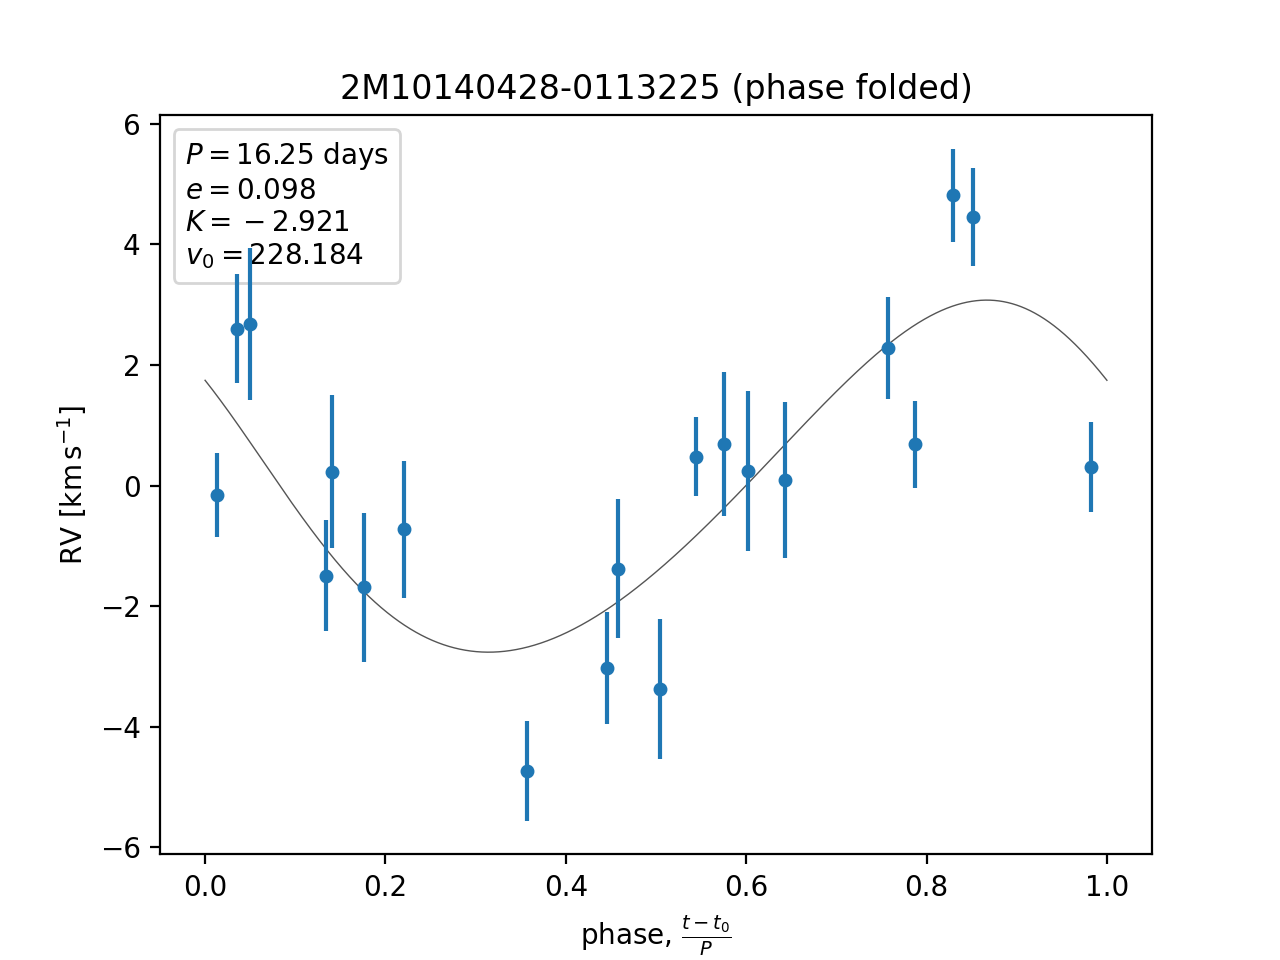 2M10140428-0113225 (phase folded)
P = 16.25 days
e = 0.098
K = −2.921
v₀ = 228.184
6
4
2
0
−2
−4
−6
RV [km s⁻¹]
0.0 0.2 0.4 0.6 0.8 1.0
phase, (t − t₀)/P